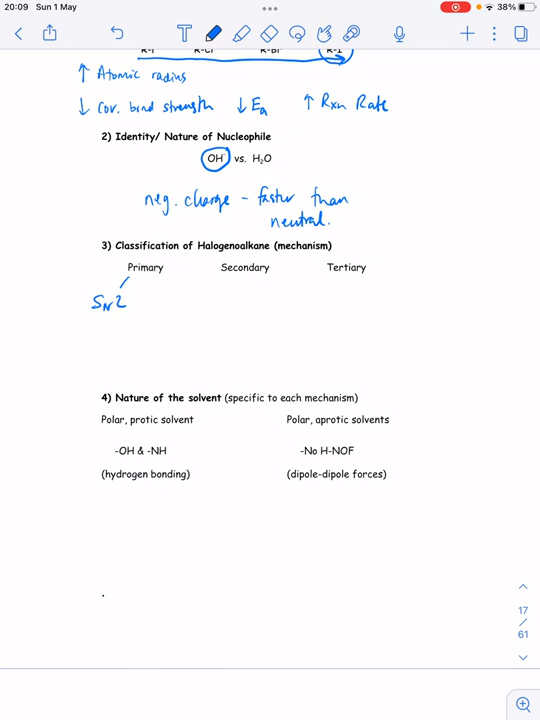 20:09 Sun 1 May
38%
R-Cl R-Br R-I
↑ Atomic radius
↓ Cov. bond strength ↓ Ea ↑ Rxn Rate
2) Identity/ Nature of Nucleophile
OH⁻ vs. H₂O
neg. charge - faster than
neutral.
3) Classification of Halogenoalkane (mechanism)
Primary Secondary Tertiary
SN2
4) Nature of the solvent (specific to each mechanism)
Polar, protic solvent Polar, aprotic solvents
-OH & -NH -No H-NOF
(hydrogen bonding) (dipole-dipole forces)
17
/
61